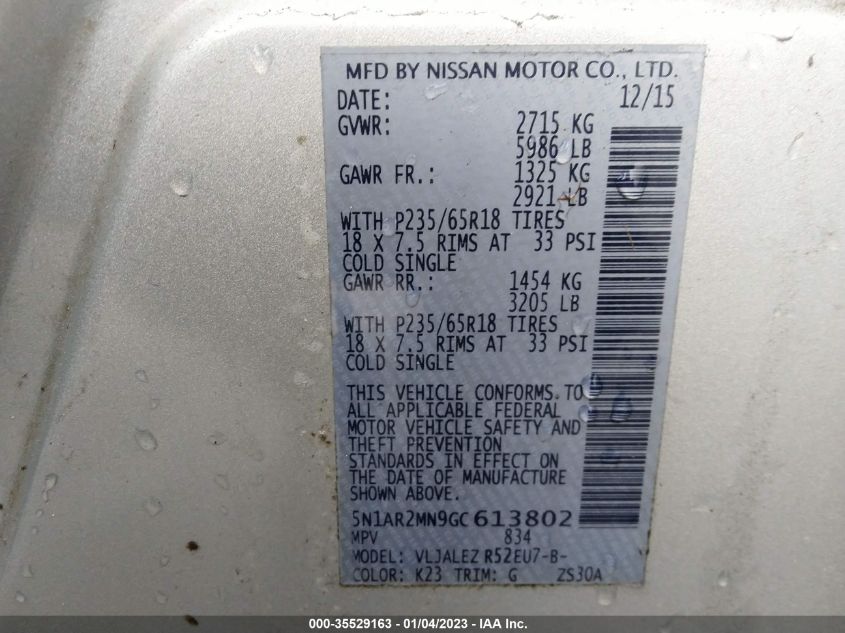 MFD BY NISSAN MOTOR CO., LTD.
DATE: 12/15
GVWR: 2715 KG
5986 LB
GAWR FR.: 1325 KG
2921 LB
WITH P235/65R18 TIRES
18 X 7.5 RIMS AT 33 PSI
COLD SINGLE
GAWR RR.: 1454 KG
3205 LB
WITH P235/65R18 TIRES
18 X 7.5 RIMS AT 33 PSI
COLD SINGLE
THIS VEHICLE CONFORMS TO
ALL APPLICABLE FEDERAL
MOTOR VEHICLE SAFETY AND
THEFT PREVENTION
STANDARDS IN EFFECT ON
THE DATE OF MANUFACTURE
SHOWN ABOVE.
5N1AR2MN9GC613802
MPV 834
MODEL: VLJALEZ R52EU7-B-
COLOR: K23 TRIM: G ZS30A
000-35529163 - 01/04/2023 - IAA Inc.